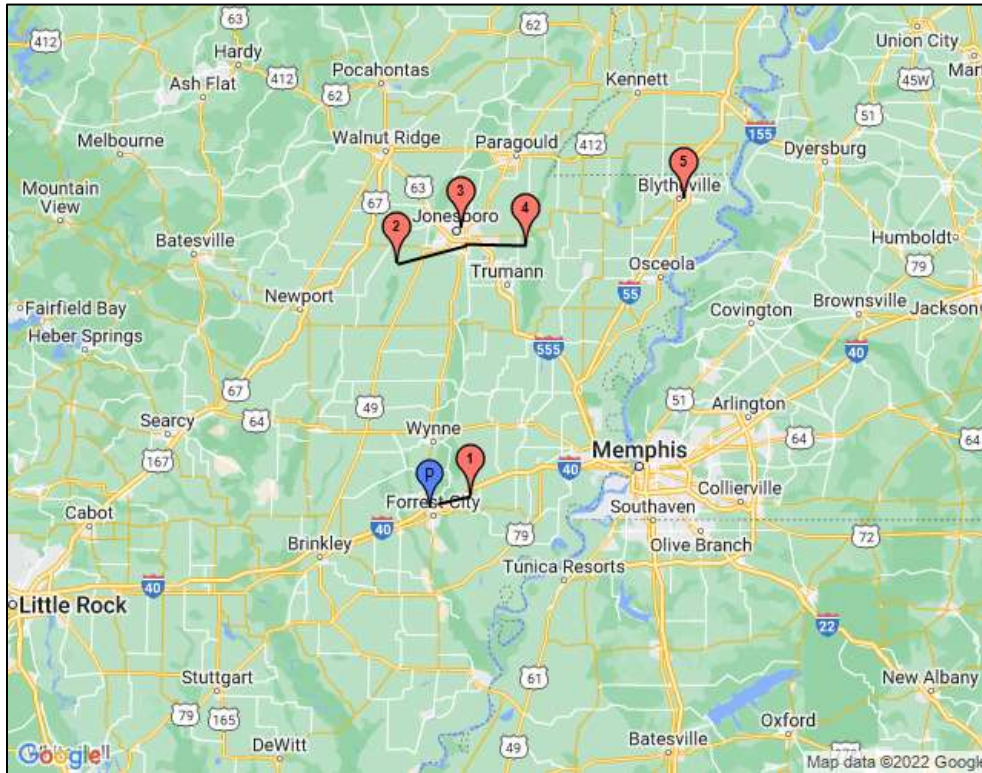 62
Union City
63
412
Hardy
Pocahontas
412
Kennett
Mar
45W
Ash Flat
62
51
155
Melbourne
Walnut Ridge
Paragould
412
Dyersburg
5
3
63
Mountain
View
67
4
Blytheville
2
Jonesboro
Batesville
Humboldt
Trumann
Osceola
79
Newport
55
Fairfield Bay
Covington
Brownsville
Jackson
Heber Springs
555
40
67
49
51
Arlington
64
Searcy
Wynne
64
64
167
1
Memphis
40
P
Collierville
Forrest City
Southaven
Cabot
40
79
72
Brinkley
Olive Branch
Tunica Resorts
40
Little Rock
22
61
Stuttgart
New Albany
79
165
Oxford
DeWitt
49
Batesville
Google
Map data ©2022 Google